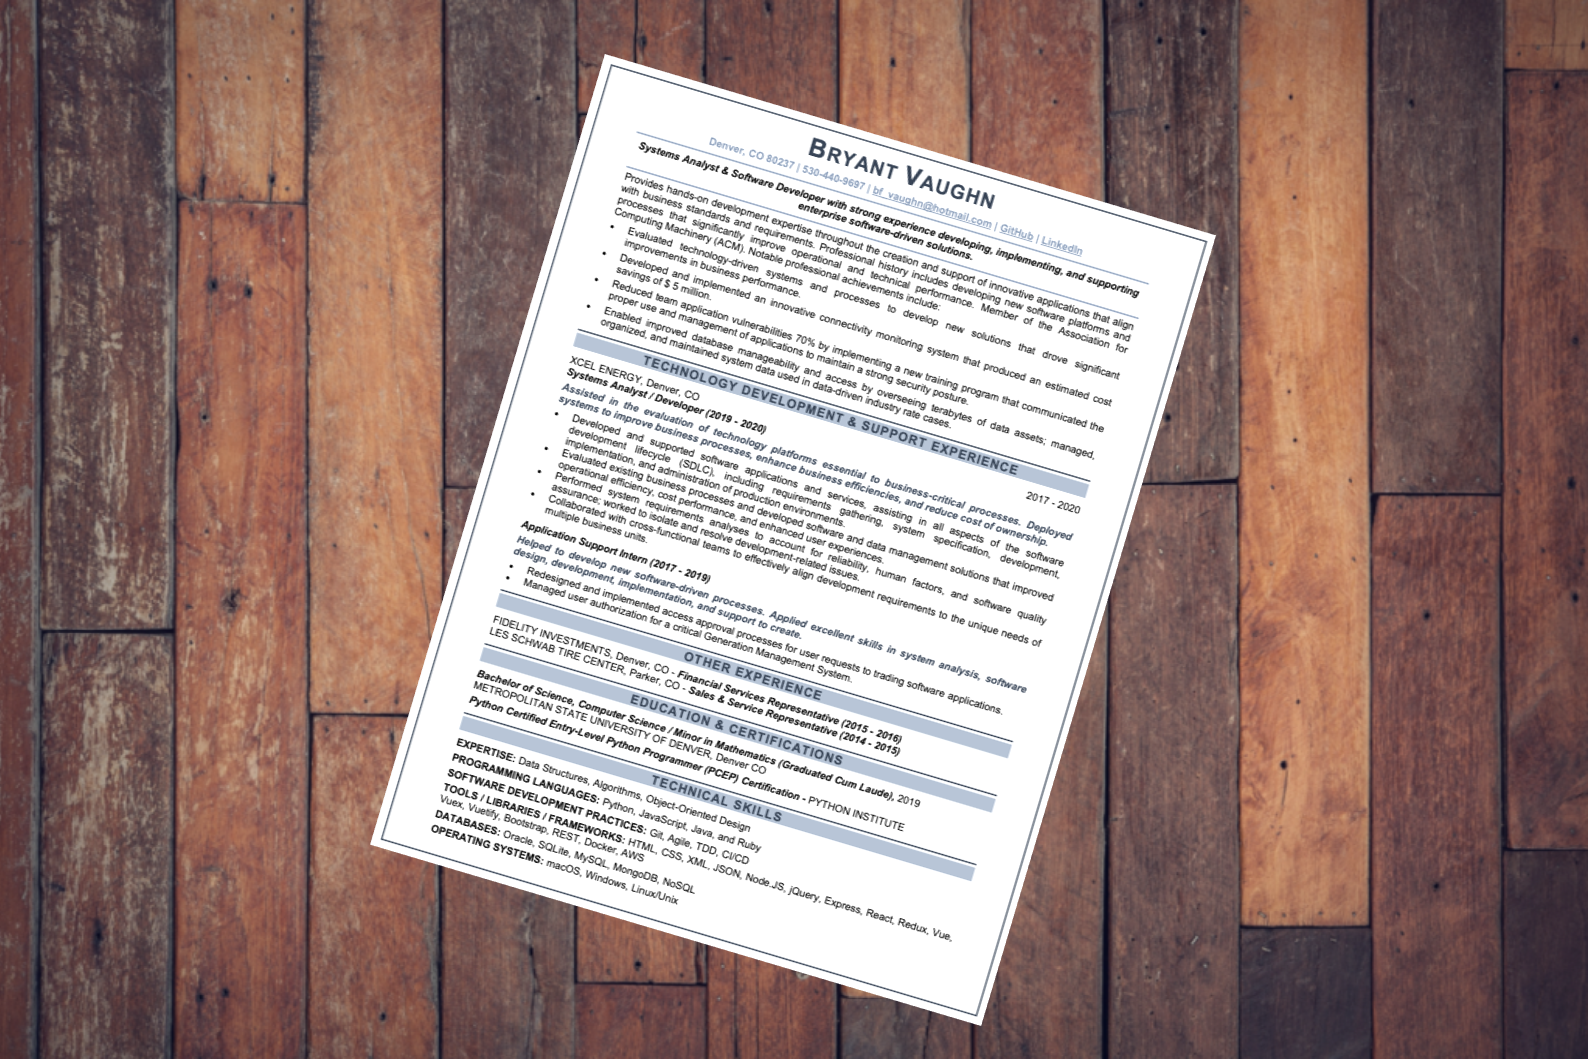 BRYANT VAUGHN
Denver, CO 80237 | 530-440-9697 | bf_vaughn@hotmail.com | GitHub | LinkedIn
Systems Analyst & Software Developer with strong experience developing, implementing, and supporting
enterprise software-driven solutions.
Provides hands-on development expertise throughout the creation and support of innovative applications that align
with business standards and requirements. Professional history includes developing new software platforms and
processes that significantly improve operational and technical performance. Member of the Association for
Computing Machinery (ACM). Notable professional achievements include:
• Evaluated technology-driven systems and processes to develop new solutions that drove significant
improvements in business performance.
• Developed and implemented an innovative connectivity monitoring system that produced an estimated cost
savings of $ 5 million.
• Reduced team application vulnerabilities 70% by implementing a new training program that communicated the
proper use and management of applications to maintain a strong security posture.
• Enabled improved database manageability and access by overseeing terabytes of data assets; managed,
organized, and maintained system data used in data-driven industry rate cases.
TECHNOLOGY DEVELOPMENT & SUPPORT EXPERIENCE
XCEL ENERGY, Denver, CO 2017 - 2020
Systems Analyst / Developer (2019 - 2020)
Assisted in the evaluation of technology platforms essential to business-critical processes. Deployed
systems to improve business processes, enhance business efficiencies, and reduce cost of ownership.
• Developed and supported software applications and services, assisting in all aspects of the software
development lifecycle (SDLC), including requirements gathering, system specification, development,
implementation, and administration of production environments.
• Evaluated existing business processes and developed software and data management solutions that improved
operational efficiency, cost performance, and enhanced user experiences.
• Performed system requirements analyses to account for reliability, human factors, and software quality
assurance; worked to isolate and resolve development-related issues.
• Collaborated with cross-functional teams to effectively align development requirements to the unique needs of
multiple business units.
Application Support Intern (2017 - 2019)
Helped to develop new software-driven processes. Applied excellent skills in system analysis, software
design, development, implementation, and support to create.
• Redesigned and implemented access approval processes for user requests to trading software applications.
• Managed user authorization for a critical Generation Management System.
OTHER EXPERIENCE
FIDELITY INVESTMENTS, Denver, CO - Financial Services Representative (2015 - 2016)
LES SCHWAB TIRE CENTER, Parker, CO - Sales & Service Representative (2014 - 2015)
EDUCATION & CERTIFICATIONS
Bachelor of Science, Computer Science / Minor in Mathematics (Graduated Cum Laude), 2019
METROPOLITAN STATE UNIVERSITY OF DENVER, Denver CO
Python Certified Entry-Level Python Programmer (PCEP) Certification - PYTHON INSTITUTE
TECHNICAL SKILLS
EXPERTISE: Data Structures, Algorithms, Object-Oriented Design
PROGRAMMING LANGUAGES: Python, JavaScript, Java, and Ruby
SOFTWARE DEVELOPMENT PRACTICES: Git, Agile, TDD, CI/CD
TOOLS / LIBRARIES / FRAMEWORKS: HTML, CSS, XML, JSON, Node.JS, jQuery, Express, React, Redux, Vue,
Vuex, Vuetify, Bootstrap, REST, Docker, AWS
DATABASES: Oracle, SQLite, MySQL, MongoDB, NoSQL
OPERATING SYSTEMS: macOS, Windows, Linux/Unix